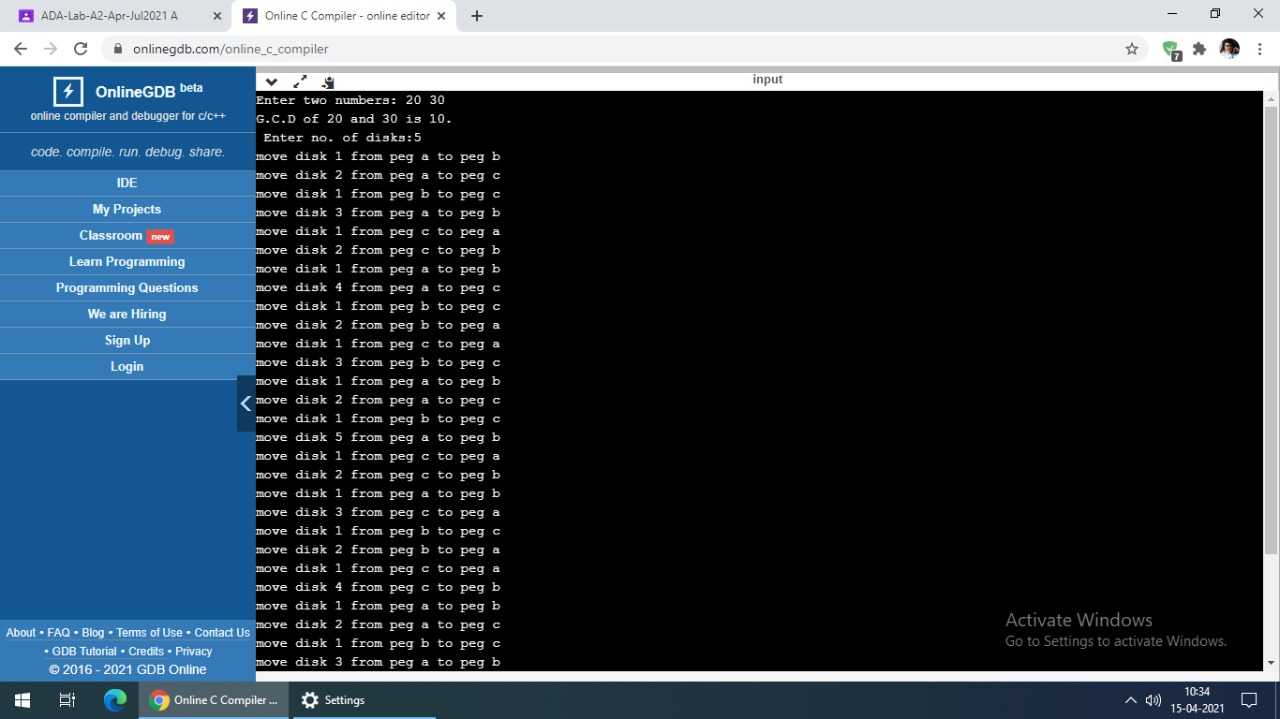 ADA-Lab-A2-Apr-Jul2021 A
Online C Compiler - online editor
onlinegdb.com/online_c_compiler
7
OnlineGDB beta
online compiler and debugger for c/c++
code. compile. run. debug. share.
IDE
My Projects
Classroom new
Learn Programming
Programming Questions
We are Hiring
Sign Up
Login
About • FAQ • Blog • Terms of Use • Contact Us
• GDB Tutorial • Credits • Privacy
© 2016 - 2021 GDB Online
input
Enter two numbers: 20 30
G.C.D of 20 and 30 is 10.
Enter no. of disks:5
move disk 1 from peg a to peg b
move disk 2 from peg a to peg c
move disk 1 from peg b to peg c
move disk 3 from peg a to peg b
move disk 1 from peg c to peg a
move disk 2 from peg c to peg b
move disk 1 from peg a to peg b
move disk 4 from peg a to peg c
move disk 1 from peg b to peg c
move disk 2 from peg b to peg a
move disk 1 from peg c to peg a
move disk 3 from peg b to peg c
move disk 1 from peg a to peg b
move disk 2 from peg a to peg c
move disk 1 from peg b to peg c
move disk 5 from peg a to peg b
move disk 1 from peg c to peg a
move disk 2 from peg c to peg b
move disk 1 from peg a to peg b
move disk 3 from peg c to peg a
move disk 1 from peg b to peg c
move disk 2 from peg b to peg a
move disk 1 from peg c to peg a
move disk 4 from peg c to peg b
move disk 1 from peg a to peg b
move disk 2 from peg a to peg c
move disk 1 from peg b to peg c
move disk 3 from peg a to peg b
Activate Windows
Go to Settings to activate Windows.
Online C Compiler ...
Settings
10:34
15-04-2021